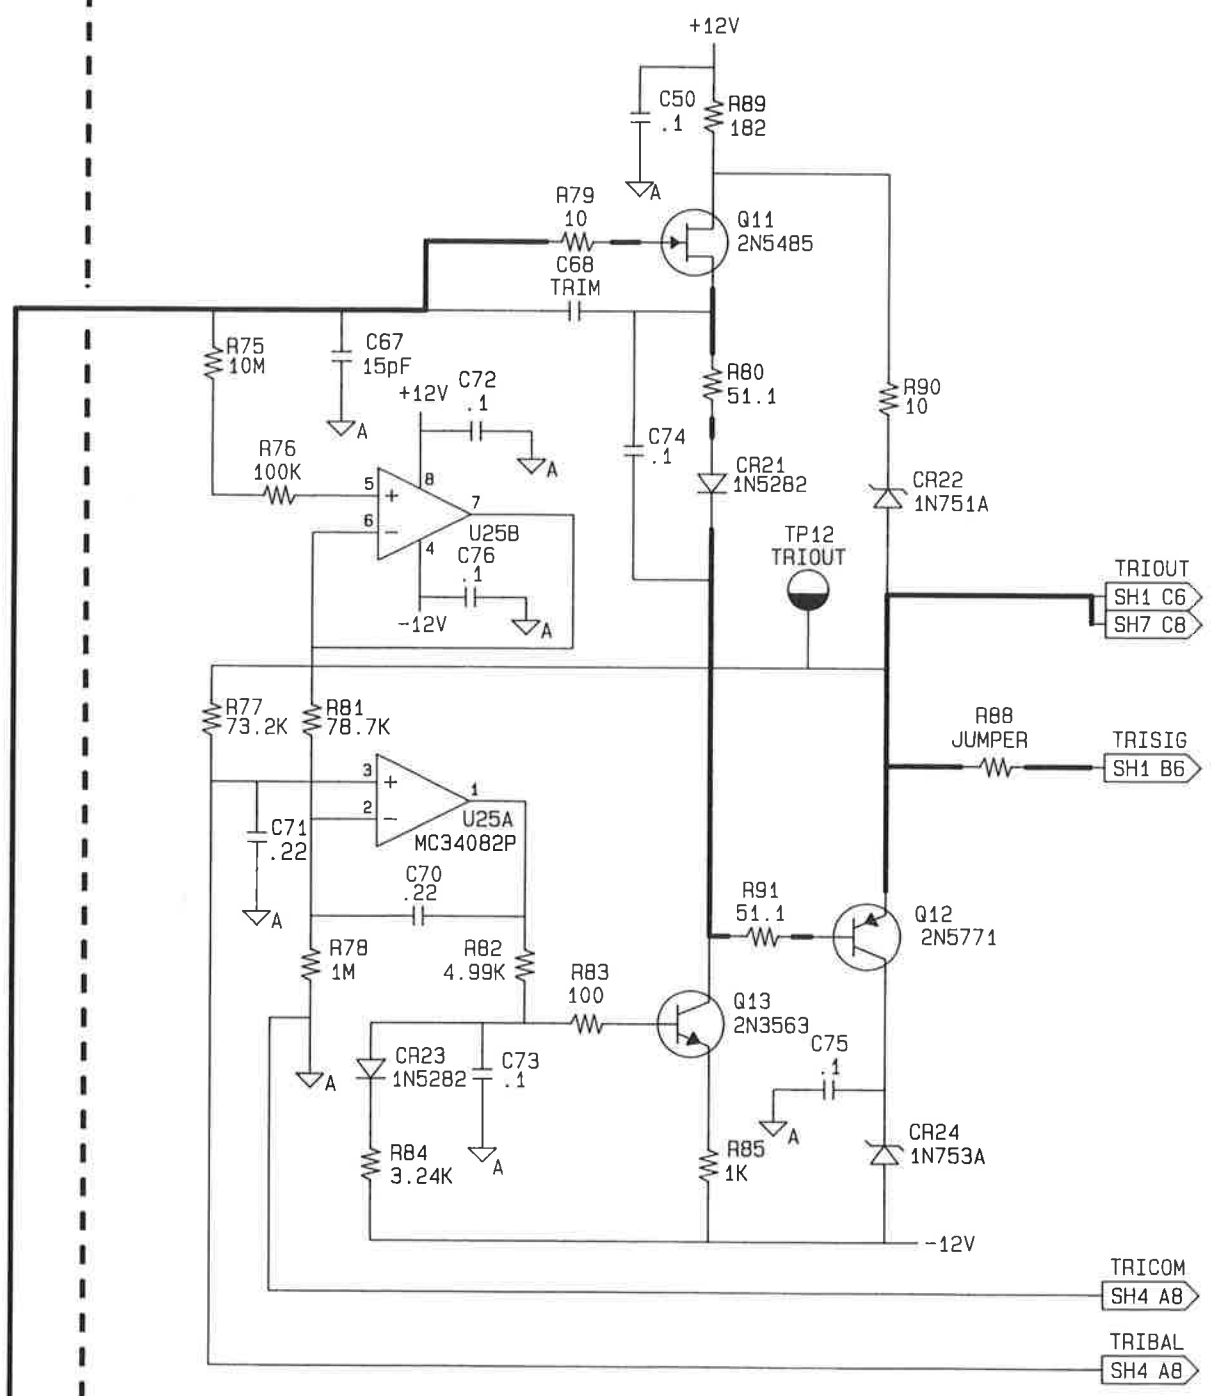 +12V
C50
.1
R89
182
A
R79
10
Q11
2N5485
C68
TRIM
R75
10M
C67
15pF
A
+12V
C72
.1
A
R80
51.1
R90
10
R76
100K
C74
.1
CR21
1N5282
CR22
1N751A
5
+
6
-
8
7
4
U25B
C76
.1
A
-12V
TP12
TRIOUT
TRIOUT
SH1 C6
SH7 C8
R77
73.2K
R81
78.7K
R88
JUMPER
TRISIG
SH1 B6
3
+
2
-
1
U25A
MC34082P
C71
.22
A
C70
.22
R91
51.1
Q12
2N5771
R78
1M
R82
4.99K
R83
100
Q13
2N3563
A
CR23
1N5282
C73
.1
A
C75
.1
A
R84
3.24K
R85
1K
CR24
1N753A
-12V
TRICOM
SH4 A8
TRIBAL
SH4 A8